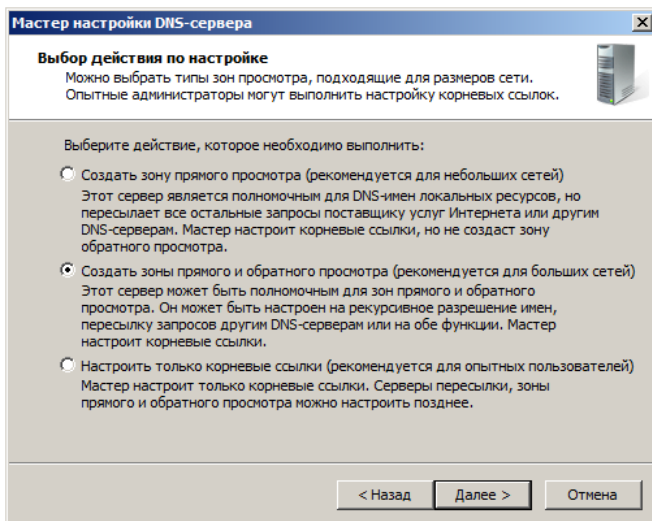 Мастер настройки DNS-сервера
Выбор действия по настройке
Можно выбрать типы зон просмотра, подходящие для размеров сети.
Опытные администраторы могут выполнить настройку корневых ссылок.
Выберите действие, которое необходимо выполнить:
Создать зону прямого просмотра (рекомендуется для небольших сетей)
Этот сервер является полномочным для DNS-имен локальных ресурсов, но
пересылает все остальные запросы поставщику услуг Интернета или другим
DNS-серверам. Мастер настроит корневые ссылки, но не создаст зону
обратного просмотра.
Создать зоны прямого и обратного просмотра (рекомендуется для больших сетей)
Этот сервер может быть полномочным для зон прямого и обратного
просмотра. Он может быть настроен на рекурсивное разрешение имен,
пересылку запросов другим DNS-серверам или на обе функции. Мастер
настроит корневые ссылки.
Настроить только корневые ссылки (рекомендуется для опытных пользователей)
Мастер настроит только корневые ссылки. Серверы пересылки, зоны
прямого и обратного просмотра можно настроить позднее.
< Назад Далее > Отмена